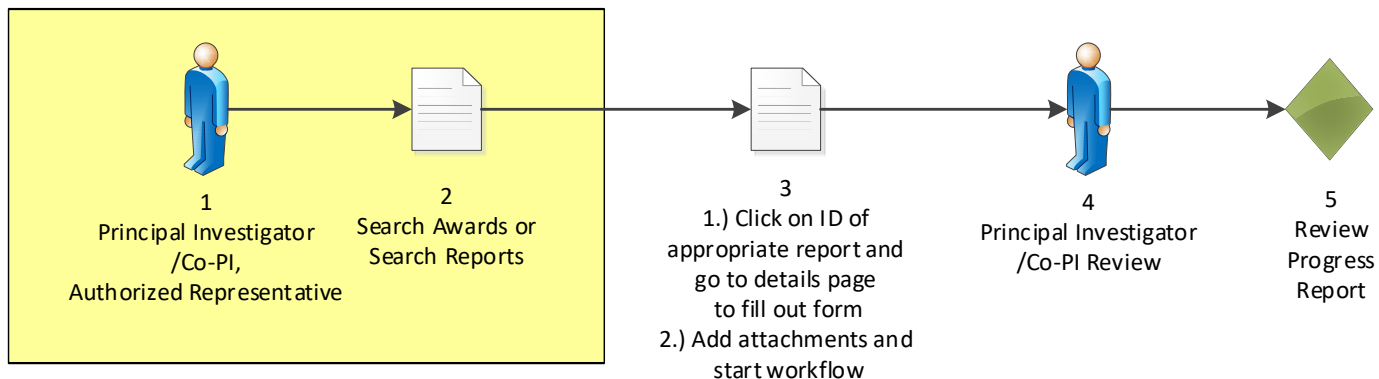 1
Principal Investigator
/Co-PI,
Authorized Representative
2
Search Awards or
Search Reports
3
1.) Click on ID of
appropriate report and
go to details page
to fill out form
2.) Add attachments and
start workflow
4
Principal Investigator
/Co-PI Review
5
Review
Progress
Report